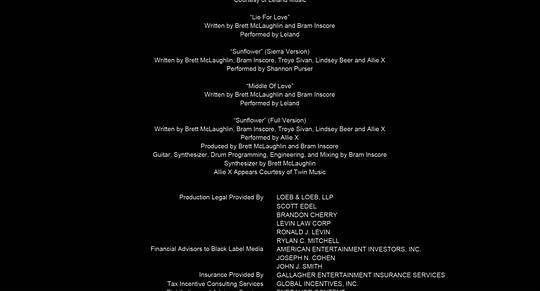 Courtesy of Leland Music
"Lie For Love"
Written by Brett McLaughlin and Bram Inscore
Performed by Leland
"Sunflower" (Sierra Version)
Written by Brett McLaughlin, Bram Inscore, Troye Sivan, Lindsey Beer and Allie X
Performed by Shannon Purser
"Middle Of Love"
Written by Brett McLaughlin and Bram Inscore
Performed by Leland
"Sunflower" (Full Version)
Written by Brett McLaughlin, Bram Inscore, Troye Sivan, Lindsey Beer and Allie X
Performed by Allie X
Produced by Brett McLaughlin and Bram Inscore
Guitar, Synthesizer, Drum Programming, Engineering, and Mixing by Bram Inscore
Synthesizer by Brett McLaughlin
Allie X Appears Courtesy of Twin Music
Production Legal Provided By LOEB & LOEB, LLP
SCOTT EDEL
BRANDON CHERRY
LEVIN LAW CORP
RONALD J. LEVIN
RYLAN C. MITCHELL
Financial Advisors to Black Label Media AMERICAN ENTERTAINMENT INVESTORS, INC.
JOSEPH N. COHEN
JOHN J. SMITH
Insurance Provided By GALLAGHER ENTERTAINMENT INSURANCE SERVICES
Tax Incentive Consulting Services GLOBAL INCENTIVES, INC.